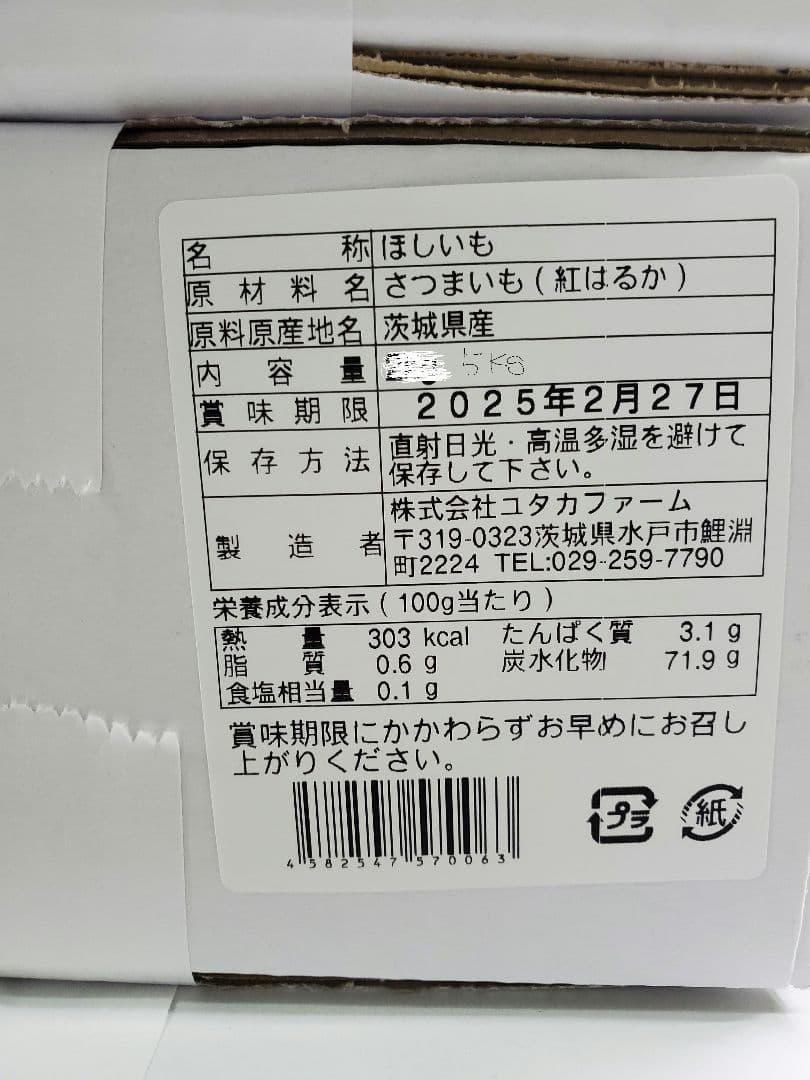 名称 ほしいも
原材料名 さつまいも(紅はるか)
原料原産地名 茨城県産
内容量 5Kg
賞味期限 2025年2月27日
保存方法 直射日光・高温多湿を避けて
保存して下さい。
製造者 株式会社ユタカファーム
〒319-0323茨城県水戸市鯉淵
町2224 TEL:029-259-7790
栄養成分表示(100g当たり)
熱量 303 kcal たんぱく質 3.1 g
脂質 0.6 g 炭水化物 71.9 g
食塩相当量 0.1 g
賞味期限にかかわらずお早めにお召し
上がりください。
プラ 紙
4582547570063